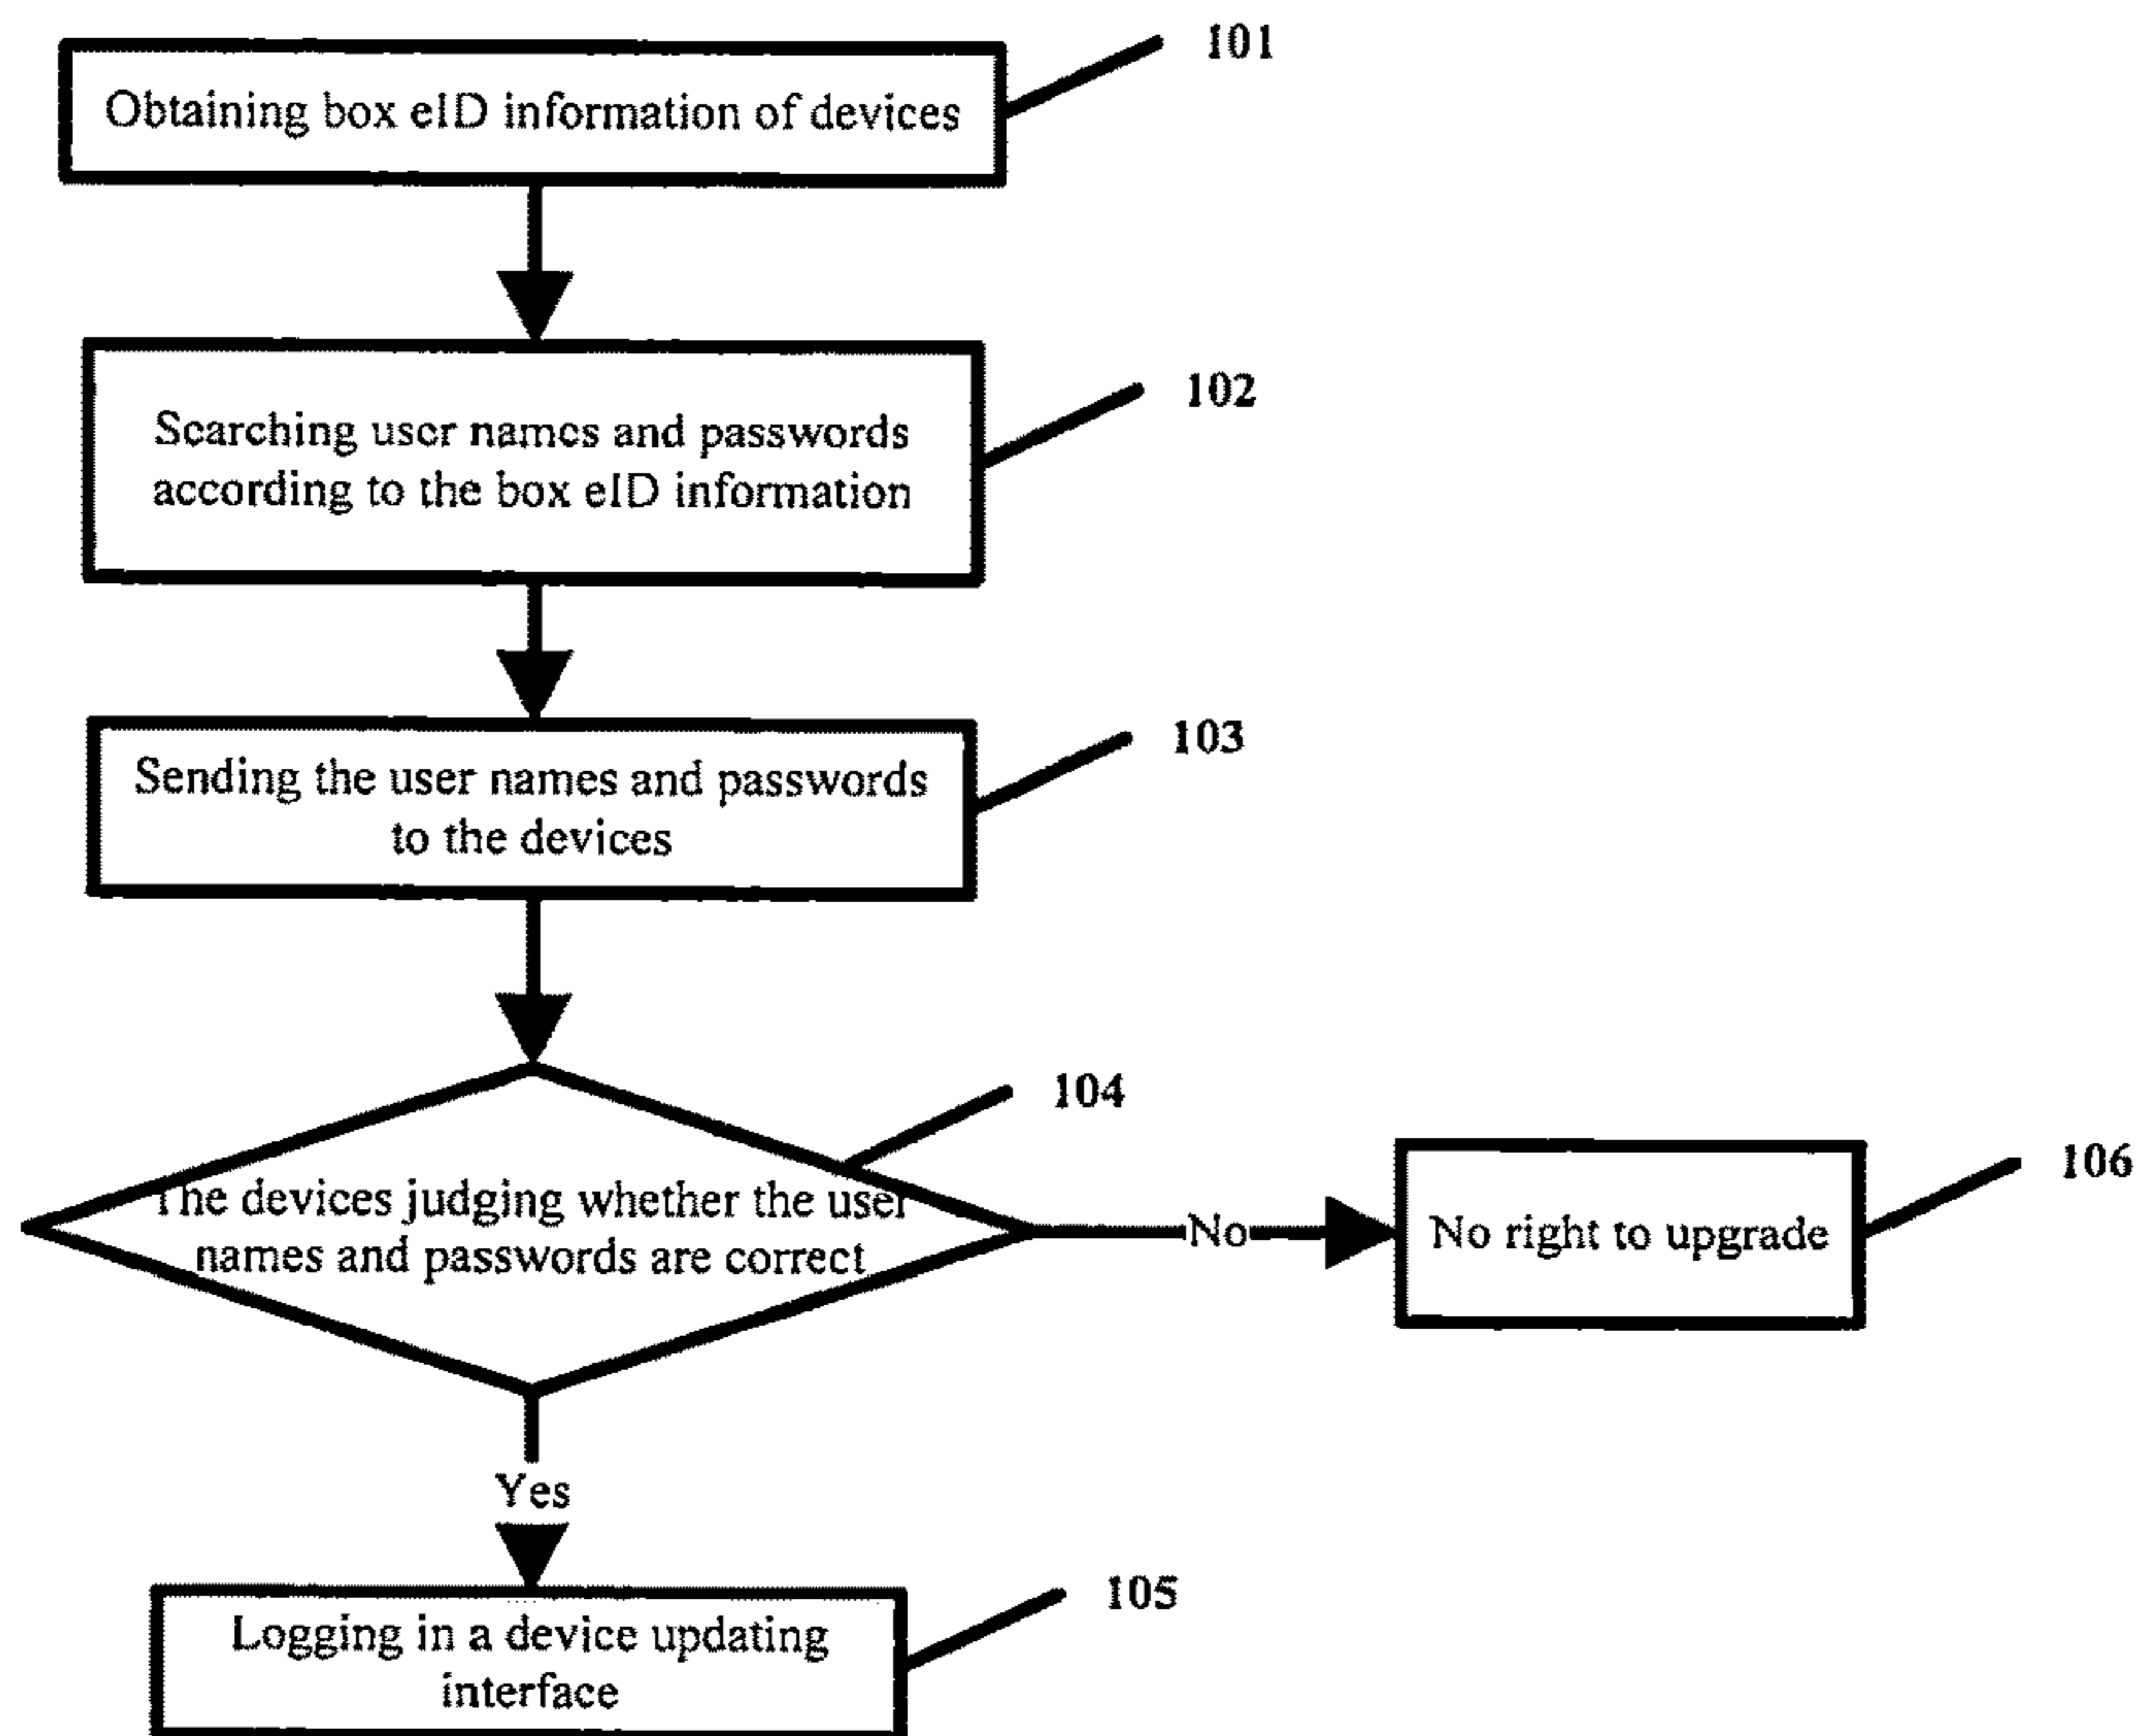 101
Obtaining box eID information of devices
102
Searching user names and passwords
according to the box eID information
103
Sending the user names and passwords
to the devices
104
The devices judging whether the user
names and passwords are correct
No
106
No right to upgrade
Yes
105
Logging in a device updating
interface